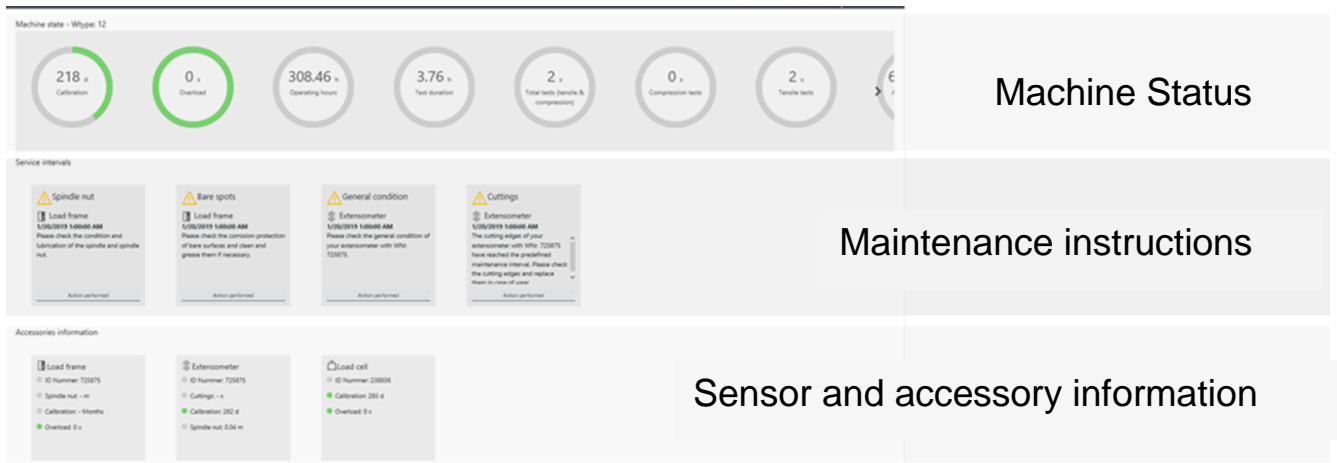 Machine state - Wtype: 12
218 d
Calibration
0 x
Overload
308.46 h
Operating hours
3.76 h
Test duration
2 x
Total tests (tensile &
compression)
0 x
Compression tests
2 x
Tensile tests
6
Machine Status
Service intervals
Spindle nut
Load frame
1/20/2019 1:00:00 AM
Please check the condition and
lubrication of the spindle and spindle
nut.
Action performed
Bare spots
Load frame
1/20/2019 1:00:00 AM
Please check the corrosion protection
of bare surfaces and clean and
grease them if necessary.
Action performed
General condition
Extensometer
1/20/2019 1:00:00 AM
Please check the general condition of
your extensometer with WNr.
725875.
Action performed
Cuttings
Extensometer
1/20/2019 1:00:00 AM
The cutting edges of your
extensometer with WNr. 725875
have reached the predefined
maintenance interval. Please check
the cutting edges and replace
them in case of wear
Action performed
Maintenance instructions
Accessories information
Load frame
ID Nummer: 725875
Spindle nut: - m
Calibration: - Months
Overload: 0 x
Extensometer
ID Nummer: 725875
Cuttings: - x
Calibration: 262 d
Spindle nut: 0.04 m
Load cell
ID Nummer: 238938
Calibration: 293 d
Overload: 0 x
Sensor and accessory information